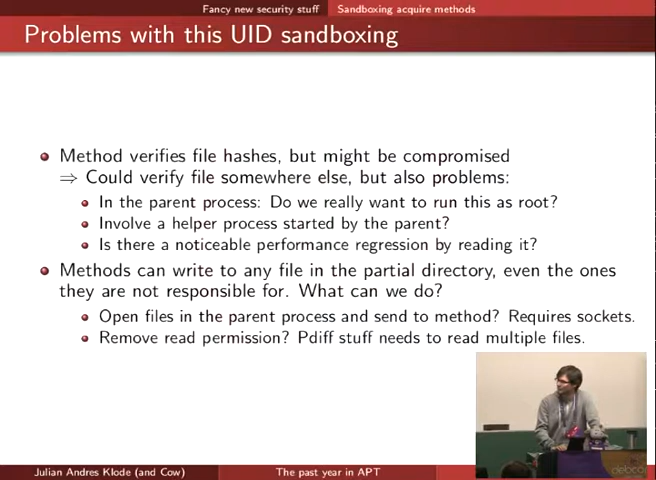 Fancy new security stuff Sandboxing acquire methods
Problems with this UID sandboxing
Method verifies file hashes, but might be compromised
⇒ Could verify file somewhere else, but also problems:
In the parent process: Do we really want to run this as root?
Involve a helper process started by the parent?
Is there a noticeable performance regression by reading it?
Methods can write to any file in the partial directory, even the ones
they are not responsible for. What can we do?
Open files in the parent process and send to method? Requires sockets.
Remove read permission? Pdiff stuff needs to read multiple files.
Julian Andres Klode (and Cow) The past year in APT